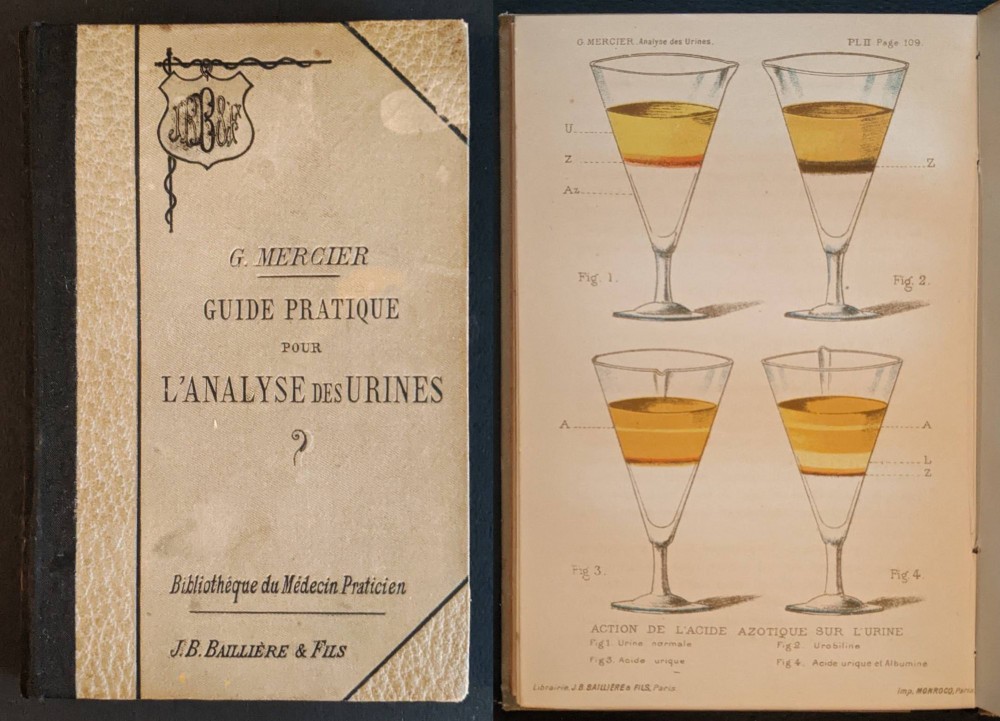 J.B.B&F
G. MERCIER
GUIDE PRATIQUE
POUR
L'ANALYSE DES URINES
Bibliothéque du Médecin Praticien
J.B. BAILLIÈRE & FILS
G. MERCIER. Analyse des Urines.
PL.II Page 109.
U
Z
Az
Z
Fig. 1.
Fig. 2.
A
A
L
Z
Fig 3.
Fig 4.
ACTION DE L'ACIDE AZOTIQUE SUR L'URINE
Fig 1. Urine normale
Fig 2. Urobiline
Fig 3. Acide urique
Fig 4. Acide urique et Albumine
Librairie J.B. BAILLIÈRE & FILS, Paris
Imp. MONROCQ, Paris